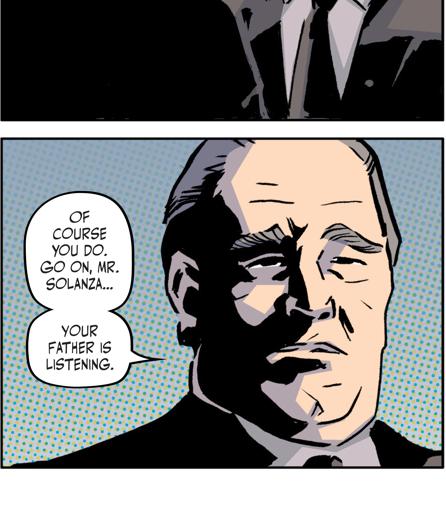 OF
COURSE
YOU DO.
GO ON, MR.
SOLANZA...
YOUR
FATHER IS
LISTENING.